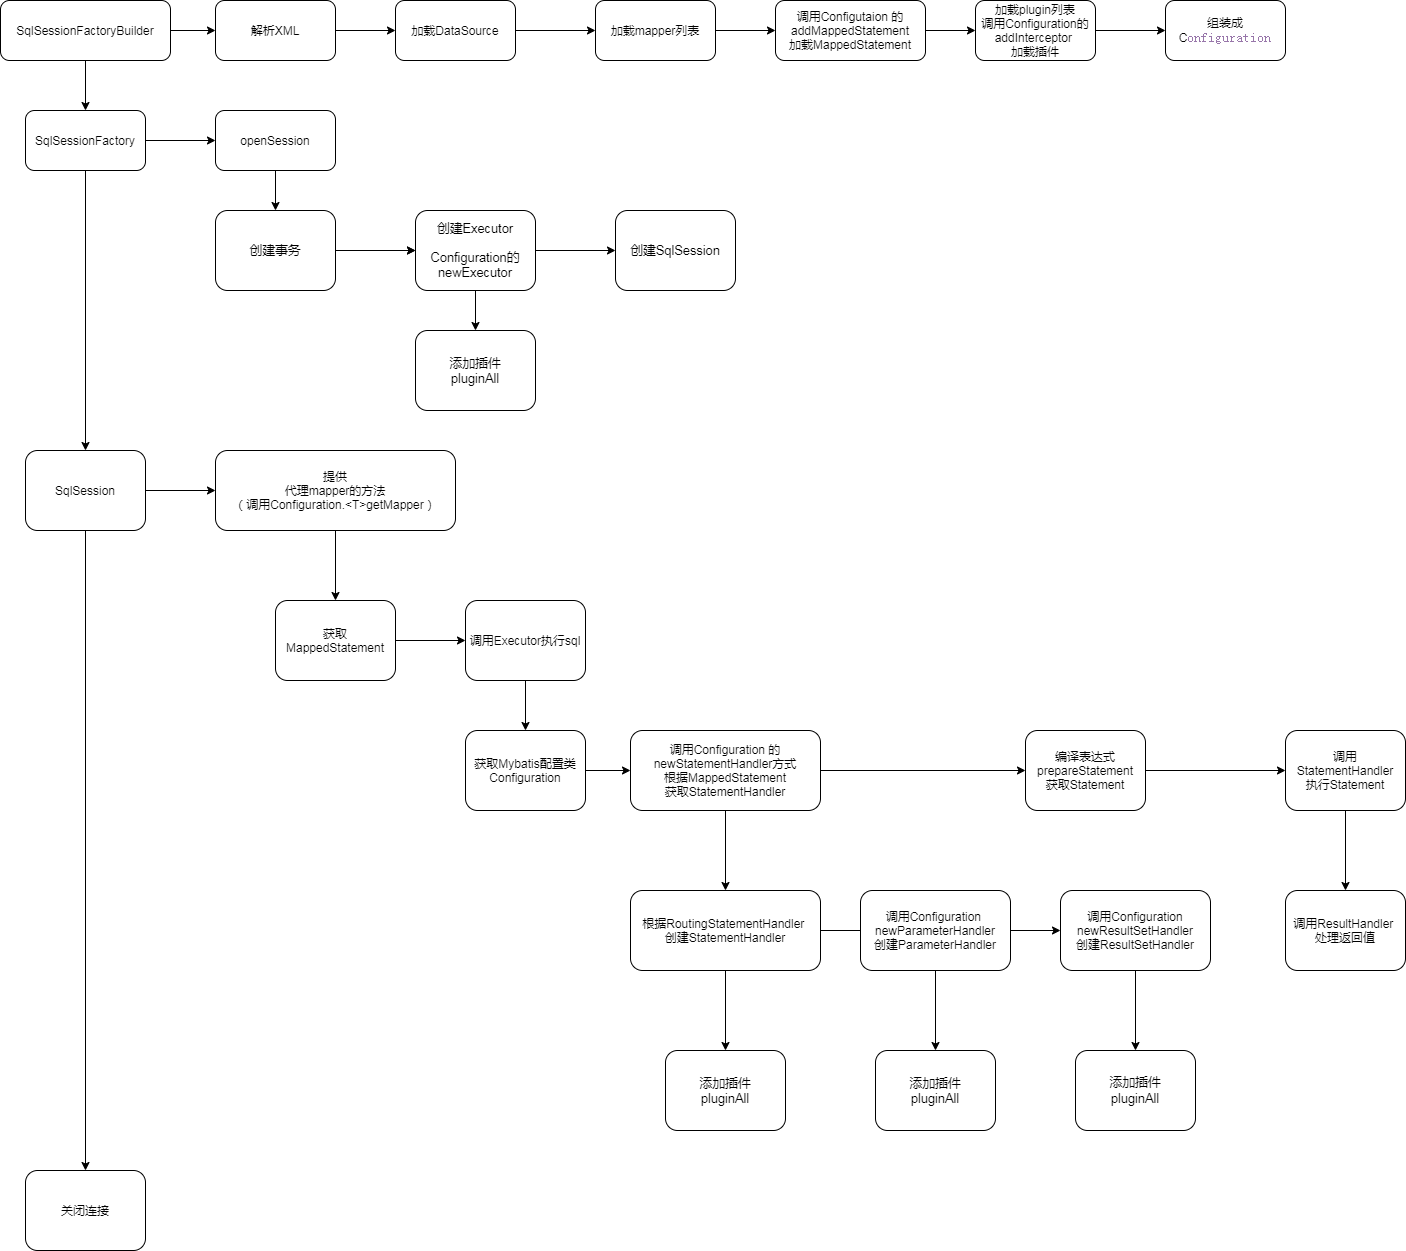 SqlSessionFactoryBuilder
解析XML
加载DataSource
加载mapper列表
调用Configutaion 的
addMappedStatement
加载MappedStatement
加载plugin列表
调用Configuration的
addInterceptor
加载插件
组装成
Configuration
SqlSessionFactory
openSession
创建事务
创建Executor
Configuration的
newExecutor
创建SqlSession
添加插件
pluginAll
SqlSession
提供
代理mapper的方法
（调用Configuration.<T>getMapper）
获取
MappedStatement
调用Executor执行sql
获取Mybatis配置类
Configuration
调用Configuration 的
newStatementHandler方式
根据MappedStatement
获取StatementHandler
编译表达式
prepareStatement
获取Statement
调用
StatementHandler
执行Statement
根据RoutingStatementHandler
创建StatementHandler
调用Configuration
newParameterHandler
创建ParameterHandler
调用Configuration
newResultSetHandler
创建ResultSetHandler
调用ResultHandler
处理返回值
添加插件
pluginAll
添加插件
pluginAll
添加插件
pluginAll
关闭连接